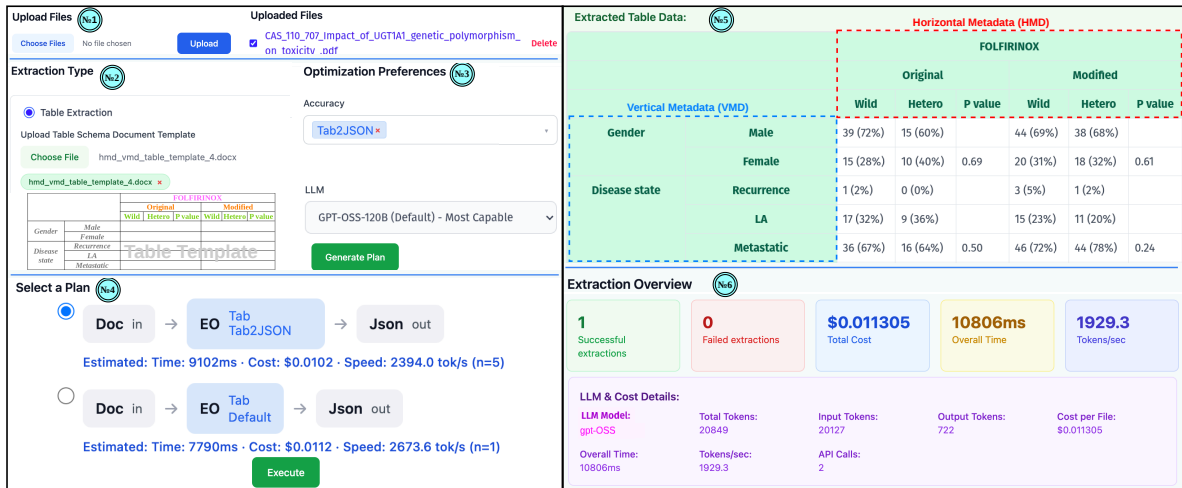 Upload Files №1
Choose Files No file chosen Upload
Uploaded Files
CAS_110_707_Impact_of_UGT1A1_genetic_polymorphism_
on_toxicity_.pdf
Delete
Extraction Type №2
Table Extraction
Upload Table Schema Document Template
Choose File hmd_vmd_table_template_4.docx
hmd_vmd_table_template_4.docx ×
FOLFIRINOX
Original Modified
Wild Hetero P value Wild Hetero P value
Gender Male
Female
Disease state Recurrence
LA
Metastatic
Table Template
Optimization Preferences №3
Accuracy
Tab2JSON ×
LLM
GPT-OSS-120B (Default) - Most Capable
Generate Plan
Select a Plan №4
Doc in → EO Tab Tab2JSON → Json out
Estimated: Time: 9102ms · Cost: $0.0102 · Speed: 2394.0 tok/s (n=5)
Doc in → EO Tab Default → Json out
Estimated: Time: 7790ms · Cost: $0.0112 · Speed: 2673.6 tok/s (n=1)
Execute
Extracted Table Data: №5
Horizontal Metadata (HMD)
FOLFIRINOX
Original Modified
Vertical Metadata (VMD)
Wild Hetero P value Wild Hetero P value
Gender Male 39 (72%) 15 (60%) 44 (69%) 38 (68%)
Female 15 (28%) 10 (40%) 0.69 20 (31%) 18 (32%) 0.61
Disease state Recurrence 1 (2%) 0 (0%) 3 (5%) 1 (2%)
LA 17 (32%) 9 (36%) 15 (23%) 11 (20%)
Metastatic 36 (67%) 16 (64%) 0.50 46 (72%) 44 (78%) 0.24
Extraction Overview №6
1
Successful
extractions
0
Failed extractions
$0.011305
Total Cost
10806ms
Overall Time
1929.3
Tokens/sec
LLM & Cost Details:
LLM Model: Total Tokens: Input Tokens: Output Tokens: Cost per File:
gpt-OSS 20849 20127 722 $0.011305
Overall Time: Tokens/sec: API Calls:
10806ms 1929.3 2